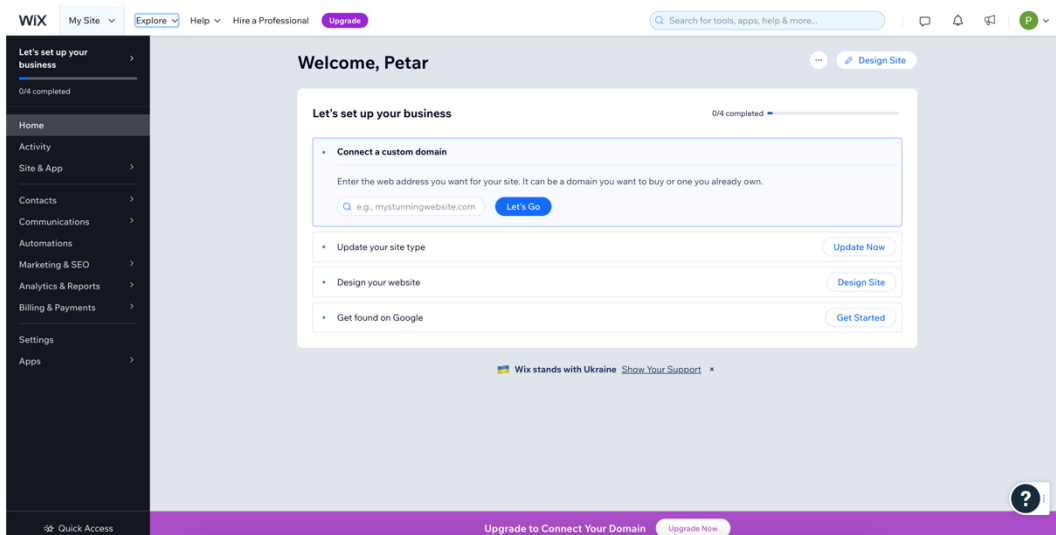 WiX
My Site
Explore
Help
Hire a Professional
Upgrade
Search for tools, apps, help & more...
P
Let's set up your
business
0/4 completed
Home
Activity
Site & App
Contacts
Communications
Automations
Marketing & SEO
Analytics & Reports
Billing & Payments
Settings
Apps
Quick Access
Welcome, Petar
Design Site
Let's set up your business
0/4 completed
Connect a custom domain
Enter the web address you want for your site. It can be a domain you want to buy or one you already own.
e.g., mystunningwebsite.com
Let's Go
Update your site type
Update Now
Design your website
Design Site
Get found on Google
Get Started
Wix stands with Ukraine Show Your Support ×
?
Upgrade to Connect Your Domain
Upgrade Now